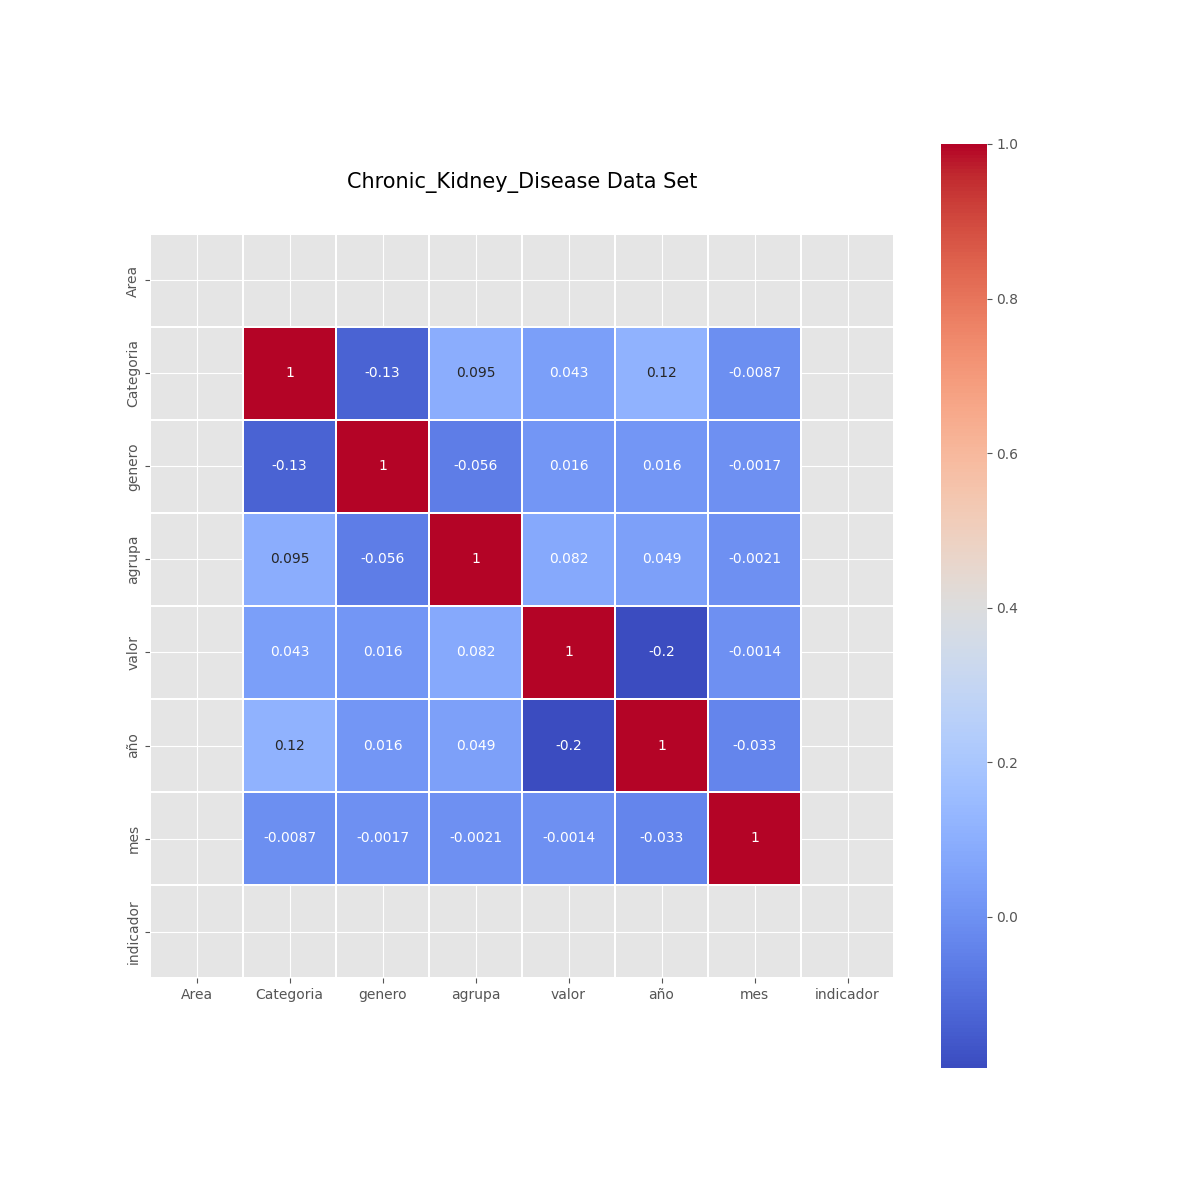 Chronic_Kidney_Disease Data Set
1.0
0.8
0.6
0.4
0.2
0.0
Area
Categoria
genero
agrupa
valor
año
mes
indicador
1 -0.13 0.095 0.043 0.12 -0.0087
-0.13 1 -0.056 0.016 0.016 -0.0017
0.095 -0.056 1 0.082 0.049 -0.0021
0.043 0.016 0.082 1 -0.2 -0.0014
0.12 0.016 0.049 -0.2 1 -0.033
-0.0087 -0.0017 -0.0021 -0.0014 -0.033 1
Area Categoria genero agrupa valor año mes indicador